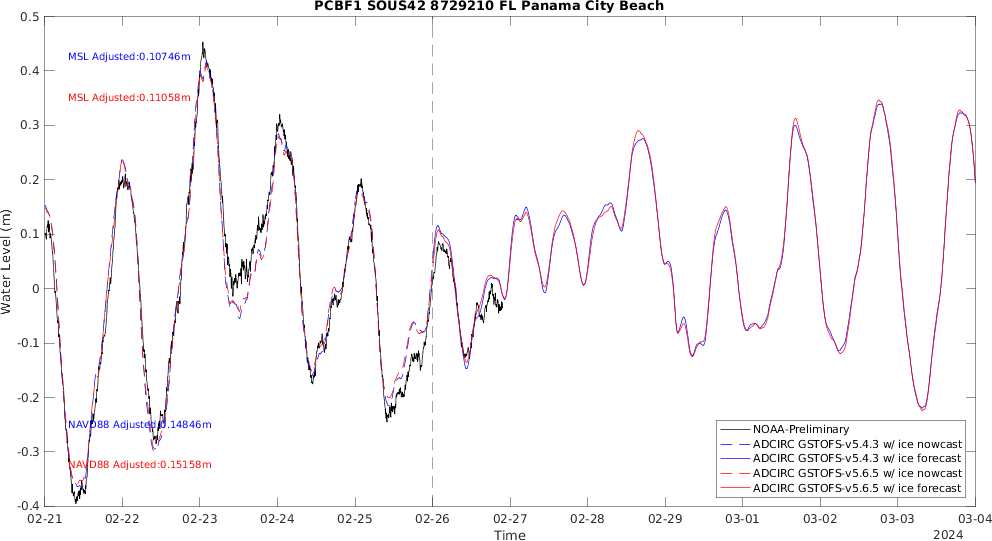 PCBF1 SOUS42 8729210 FL Panama City Beach
0.5
0.4
0.3
0.2
0.1
0
-0.1
-0.2
-0.3
-0.4
Water Level (m)
MSL Adjusted:0.10746m
MSL Adjusted:0.11058m
NAVD88 Adjusted:0.14846m
NAVD88 Adjusted:0.15158m
NOAA-Preliminary
ADCIRC GSTOFS-v5.4.3 w/ ice nowcast
ADCIRC GSTOFS-v5.4.3 w/ ice forecast
ADCIRC GSTOFS-v5.6.5 w/ ice nowcast
ADCIRC GSTOFS-v5.6.5 w/ ice forecast
02-21 02-22 02-23 02-24 02-25 02-26 02-27 02-28 02-29 03-01 03-02 03-03 03-04
Time
2024